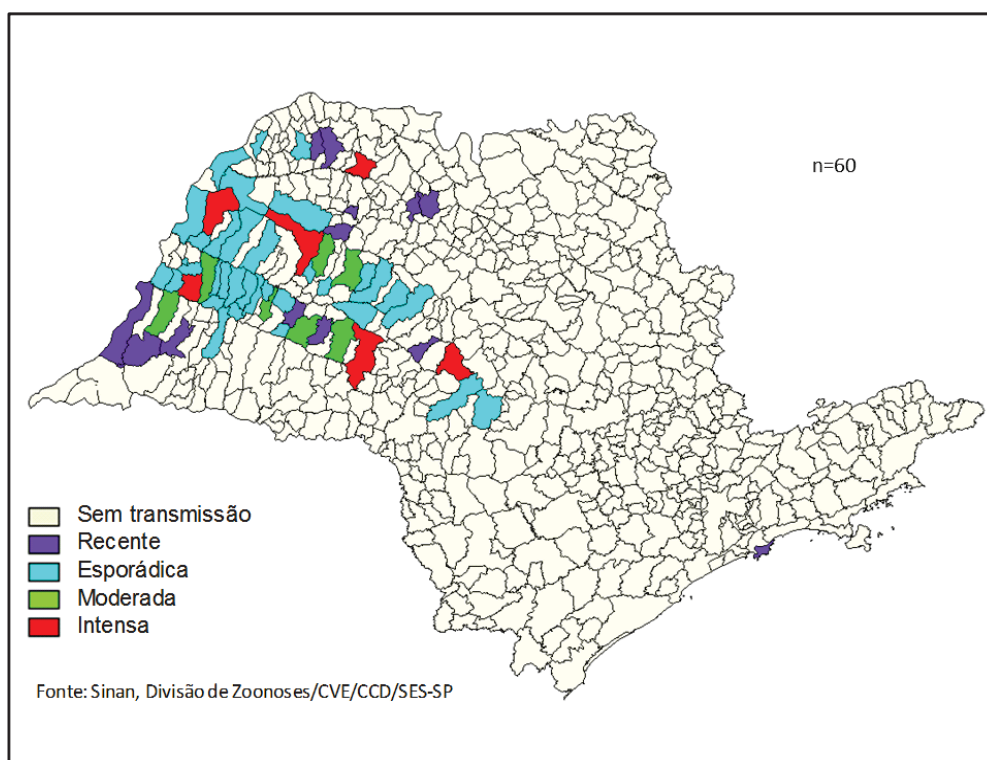 n=60
Sem transmissão
Recente
Esporádica
Moderada
Intensa
Fonte: Sinan, Divisão de Zoonoses/CVE/CCD/SES-SP